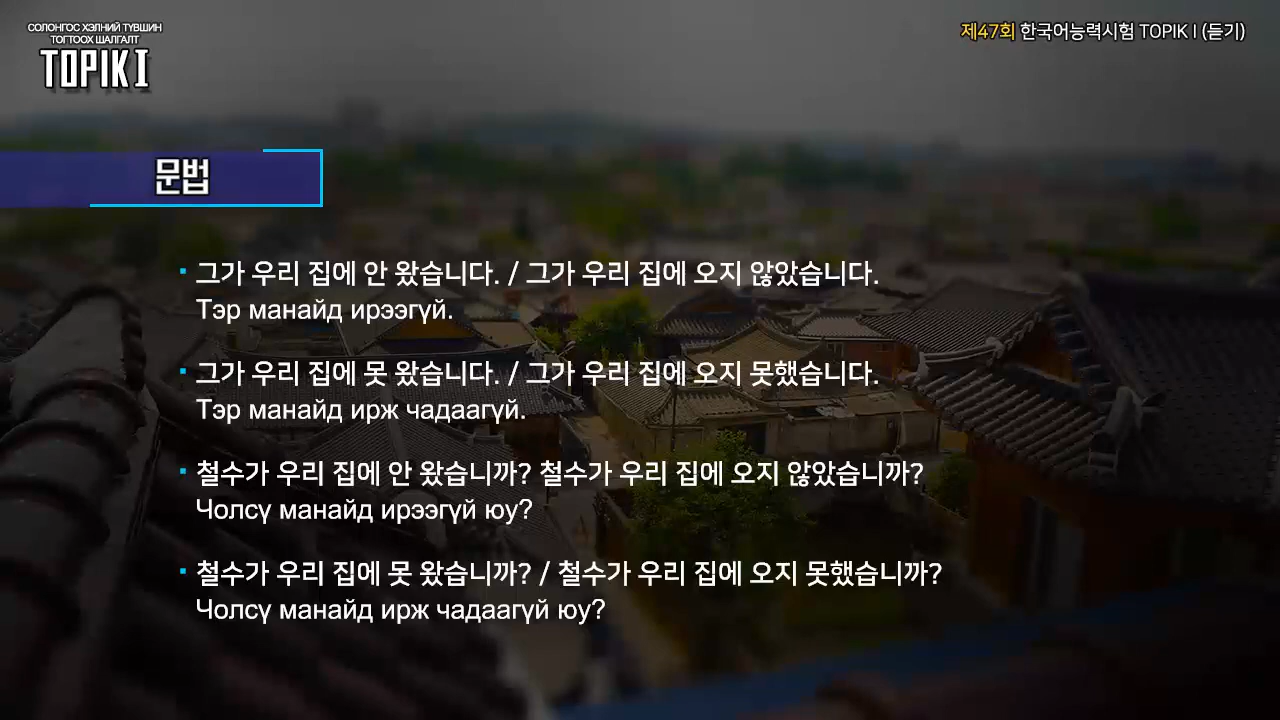 СОЛОНГОС ХЭЛНИЙ ТҮВШИН
ТОГТООХ ШАЛГАЛТ
TOPIK I
제47회 한국어능력시험 TOPIK I (듣기)
문법
그가 우리 집에 안 왔습니다. / 그가 우리 집에 오지 않았습니다.
Тэр манайд ирээгүй.
그가 우리 집에 못 왔습니다. / 그가 우리 집에 오지 못했습니다.
Тэр манайд ирж чадаагүй.
철수가 우리 집에 안 왔습니까? 철수가 우리 집에 오지 않았습니까?
Чолсү манайд ирээгүй юу?
철수가 우리 집에 못 왔습니까? / 철수가 우리 집에 오지 못했습니까?
Чолсү манайд ирж чадаагүй юу?